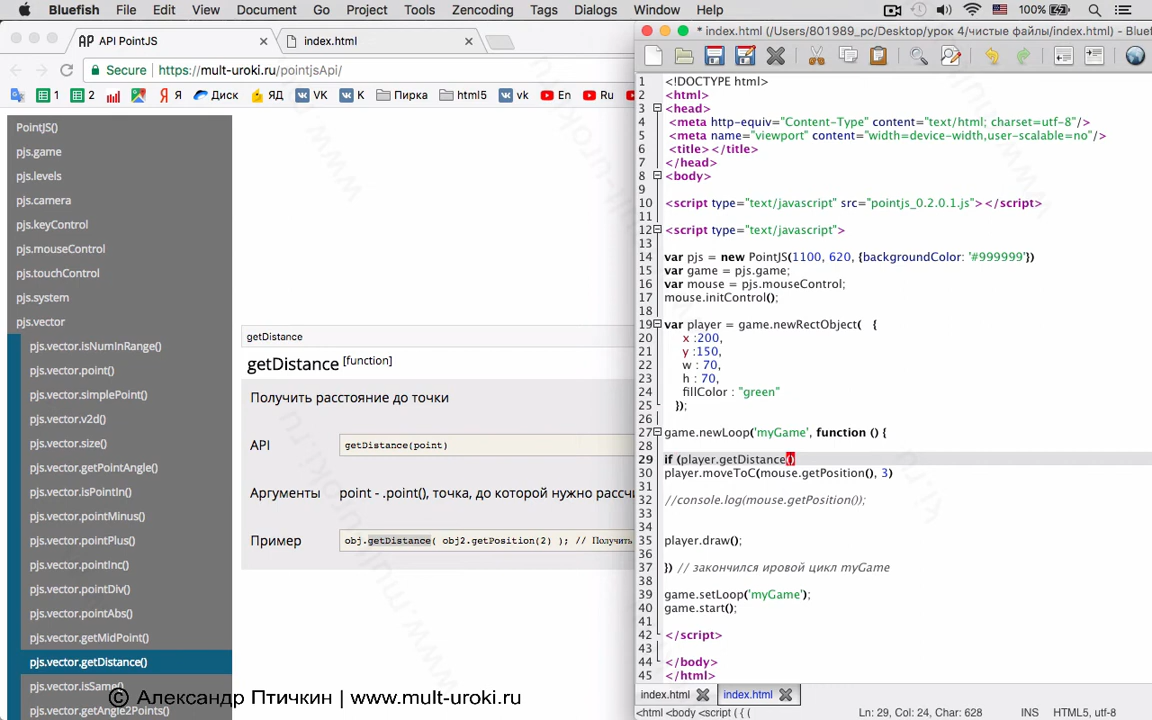 Bluefish File Edit View Document Go Project Tools Zencoding Tags Dialogs Window 100%
API PointJS
index.html
* index.html (/Users/801989_pc/Desktop/урок 4/чистые файлы/index.html) - Bluef
Secure https://mult-uroki.ru/pointjsApi/
1 2 Я Диск ЯД VK K Пирка html5 vk En Ru
PointJS()
pjs.game
pjs.levels
pjs.camera
pjs.keyControl
pjs.mouseControl
pjs.touchControl
pjs.system
pjs.vector
pjs.vector.isNumInRange()
pjs.vector.point()
pjs.vector.simplePoint()
pjs.vector.v2d()
pjs.vector.size()
pjs.vector.getPointAngle()
pjs.vector.isPointIn()
pjs.vector.pointMinus()
pjs.vector.pointPlus()
pjs.vector.pointInc()
pjs.vector.pointDiv()
pjs.vector.pointAbs()
pjs.vector.getMidPoint()
pjs.vector.getDistance()
pjs.vector.isSame()
pjs.vector.getAngle2Points()
getDistance
getDistance [function]
Получить расстояние до точки
API getDistance(point)
Аргументы point - .point(), точка, до которой нужно рассчи
Пример obj.getDistance( obj2.getPosition(2) ); // Получить
1 <!DOCTYPE html>
2 <html>
3 <head>
4 <meta http-equiv="Content-Type" content="text/html; charset=utf-8"/>
5 <meta name="viewport" content="width=device-width,user-scalable=no"/>
6 <title></title>
7 </head>
8 <body>
9
10 <script type="text/javascript" src="pointjs_0.2.0.1.js"></script>
11
12 <script type="text/javascript">
13
14 var pjs = new PointJS(1100, 620, {backgroundColor: '#999999'})
15 var game = pjs.game;
16 var mouse = pjs.mouseControl;
17 mouse.initControl();
18
19 var player = game.newRectObject( {
20 x :200,
21 y :150,
22 w : 70,
23 h : 70,
24 fillColor : "green"
25 });
26
27 game.newLoop('myGame', function () {
28
29 if (player.getDistance()
30 player.moveToC(mouse.getPosition(), 3)
31
32 //console.log(mouse.getPosition());
33
34
35 player.draw();
36
37 }) // закончился ировой цикл myGame
38
39 game.setLoop('myGame');
40 game.start();
41
42 </script>
43
44 </body>
45 </html>
index.html index.html
<html <body <script ( { (
Ln: 29, Col: 24, Char: 628 INS HTML5, utf-8
© Александр Птичкин | www.mult-uroki.ru